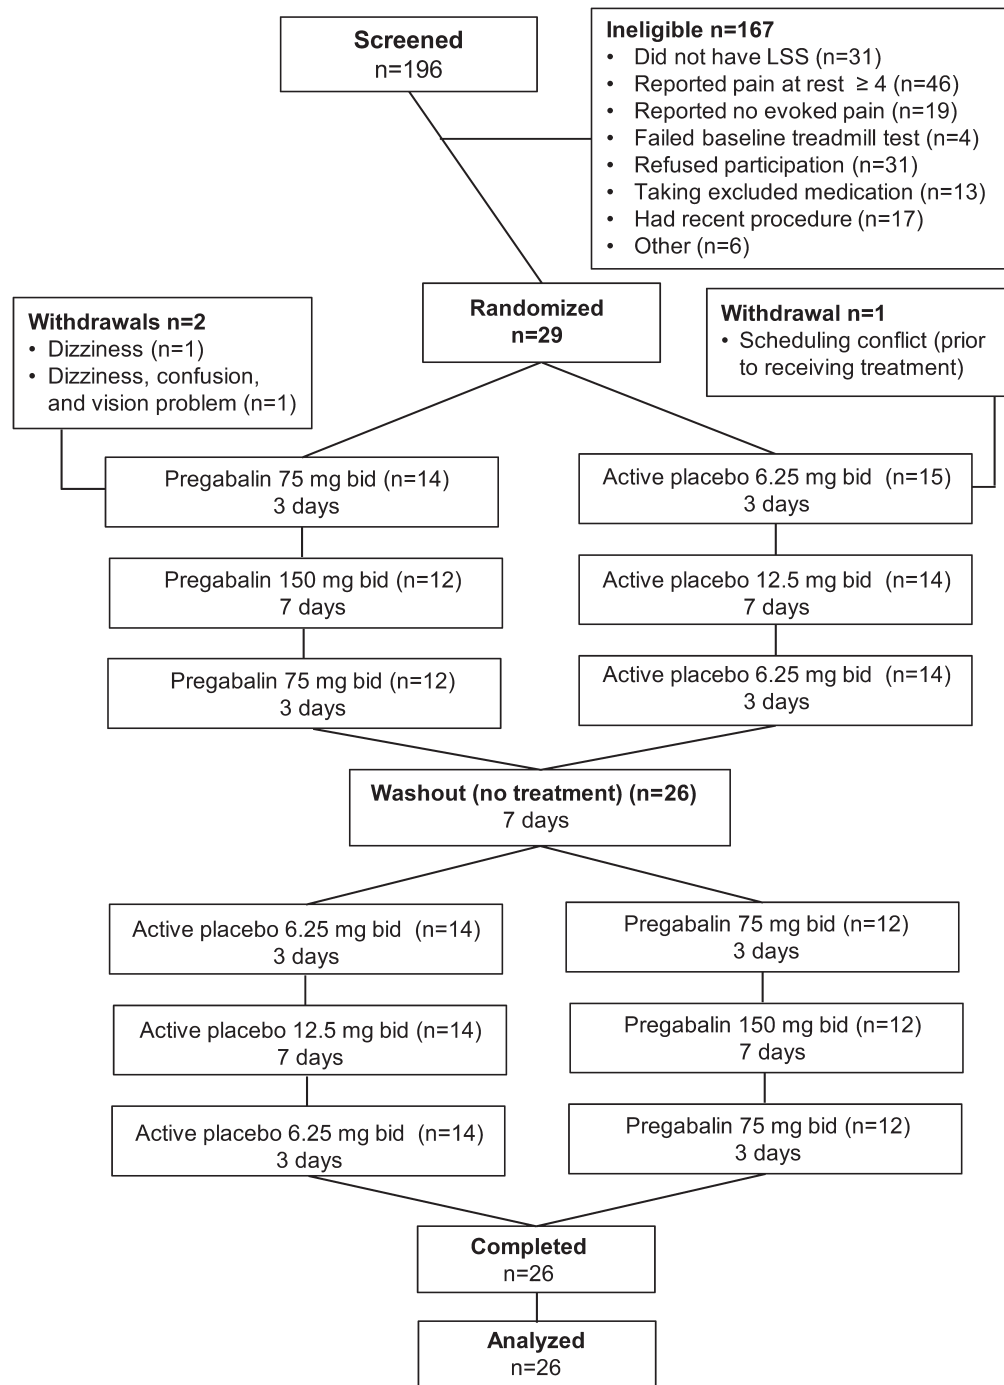 Screened
n=196
Ineligible n=167
• Did not have LSS (n=31)
• Reported pain at rest ≥ 4 (n=46)
• Reported no evoked pain (n=19)
• Failed baseline treadmill test (n=4)
• Refused participation (n=31)
• Taking excluded medication (n=13)
• Had recent procedure (n=17)
• Other (n=6)
Randomized
n=29
Withdrawals n=2
• Dizziness (n=1)
• Dizziness, confusion,
and vision problem (n=1)
Withdrawal n=1
• Scheduling conflict (prior
to receiving treatment)
Pregabalin 75 mg bid (n=14)
3 days
Active placebo 6.25 mg bid (n=15)
3 days
Pregabalin 150 mg bid (n=12)
7 days
Active placebo 12.5 mg bid (n=14)
7 days
Pregabalin 75 mg bid (n=12)
3 days
Active placebo 6.25 mg bid (n=14)
3 days
Washout (no treatment) (n=26)
7 days
Active placebo 6.25 mg bid (n=14)
3 days
Pregabalin 75 mg bid (n=12)
3 days
Active placebo 12.5 mg bid (n=14)
7 days
Pregabalin 150 mg bid (n=12)
7 days
Active placebo 6.25 mg bid (n=14)
3 days
Pregabalin 75 mg bid (n=12)
3 days
Completed
n=26
Analyzed
n=26